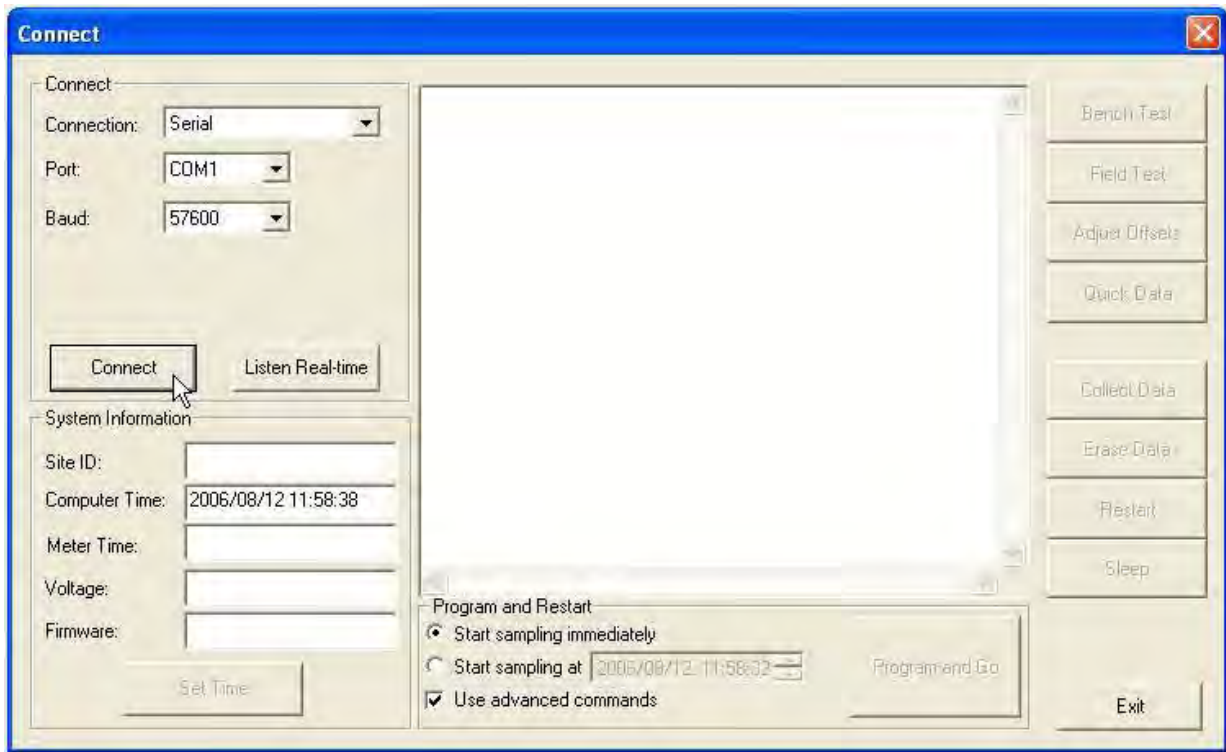 Connect
Connect
Connection: Serial
Port: COM1
Baud: 57600
Connect Listen Real-time
System Information
Site ID:
Computer Time: 2006/08/12 11:58:38
Meter Time:
Voltage:
Firmware:
Set Time
Program and Restart
Start sampling immediately
Start sampling at 2006/08/12 11:58:32
Use advanced commands
Program and Go
Bench Test
Field Test
Adjust Offsets
Quick Data
Collect Data
Erase Data
Restart
Sleep
Exit